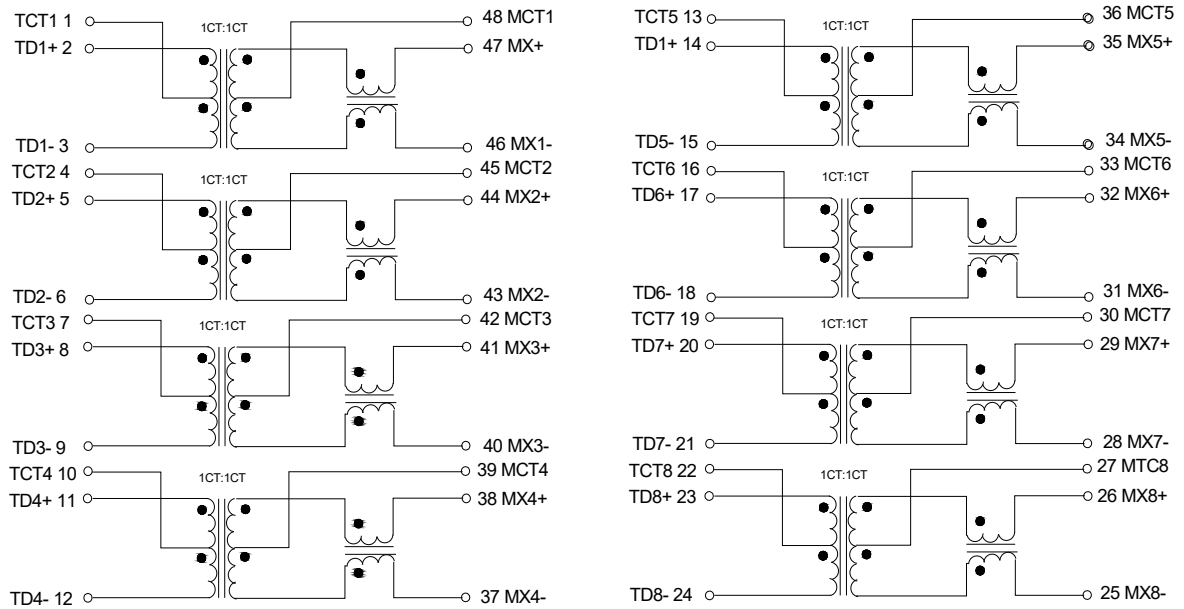 TCT1 1
1CT:1CT
48 MCT1
TD1+ 2
47 MX+
TD1- 3
46 MX1-
TCT2 4
1CT:1CT
45 MCT2
TD2+ 5
44 MX2+
TD2- 6
43 MX2-
TCT3 7
1CT:1CT
42 MCT3
TD3+ 8
41 MX3+
TD3- 9
40 MX3-
TCT4 10
1CT:1CT
39 MCT4
TD4+ 11
38 MX4+
TD4- 12
37 MX4-
TCT5 13
1CT:1CT
36 MCT5
TD1+ 14
35 MX5+
TD5- 15
34 MX5-
TCT6 16
1CT:1CT
33 MCT6
TD6+ 17
32 MX6+
TD6- 18
31 MX6-
TCT7 19
1CT:1CT
30 MCT7
TD7+ 20
29 MX7+
TD7- 21
28 MX7-
TCT8 22
1CT:1CT
27 MTC8
TD8+ 23
26 MX8+
TD8- 24
25 MX8-